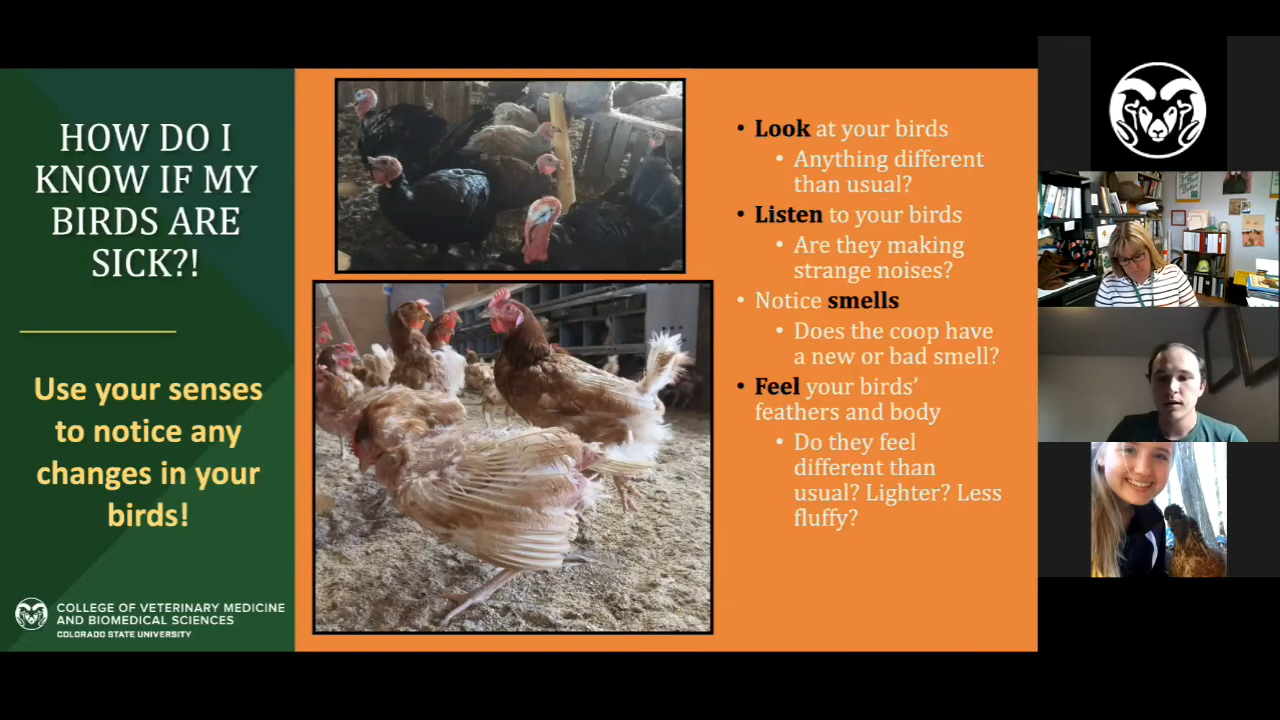 HOW DO I
KNOW IF MY
BIRDS ARE
SICK?!
Use your senses
to notice any
changes in your
birds!
COLLEGE OF VETERINARY MEDICINE
AND BIOMEDICAL SCIENCES
COLORADO STATE UNIVERSITY
• Look at your birds
• Anything different
than usual?
• Listen to your birds
• Are they making
strange noises?
• Notice smells
• Does the coop have
a new or bad smell?
• Feel your birds’
feathers and body
• Do they feel
different than
usual? Lighter? Less
fluffy?